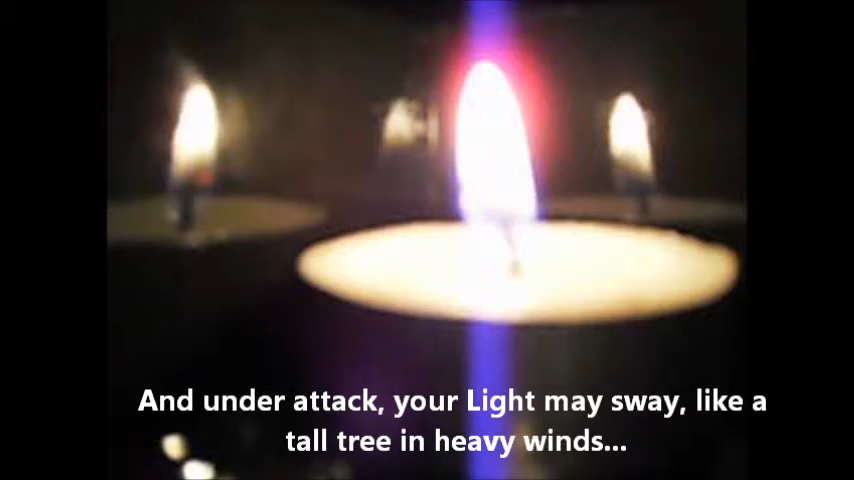 And under attack, your Light may sway, like a
tall tree in heavy winds...